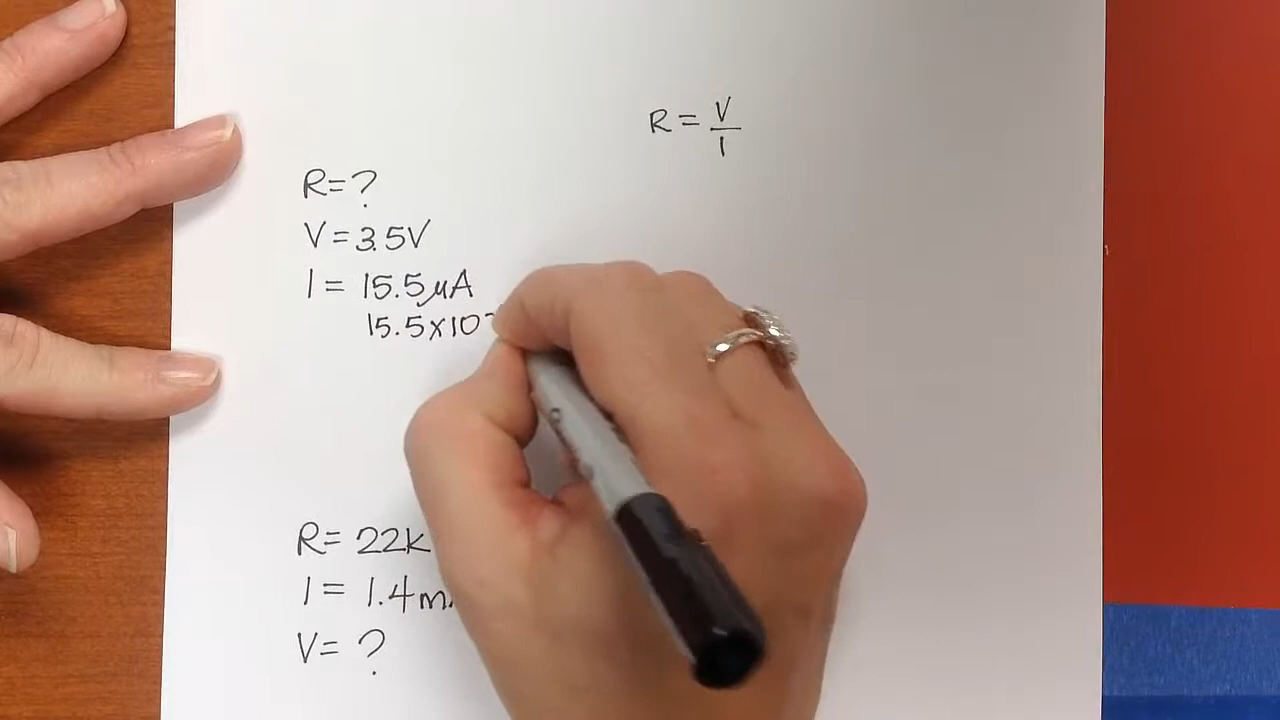 R = V/I
R=?
V=3.5V
I = 15.5μA
15.5x10-
R= 22k
I = 1.4m
V= ?